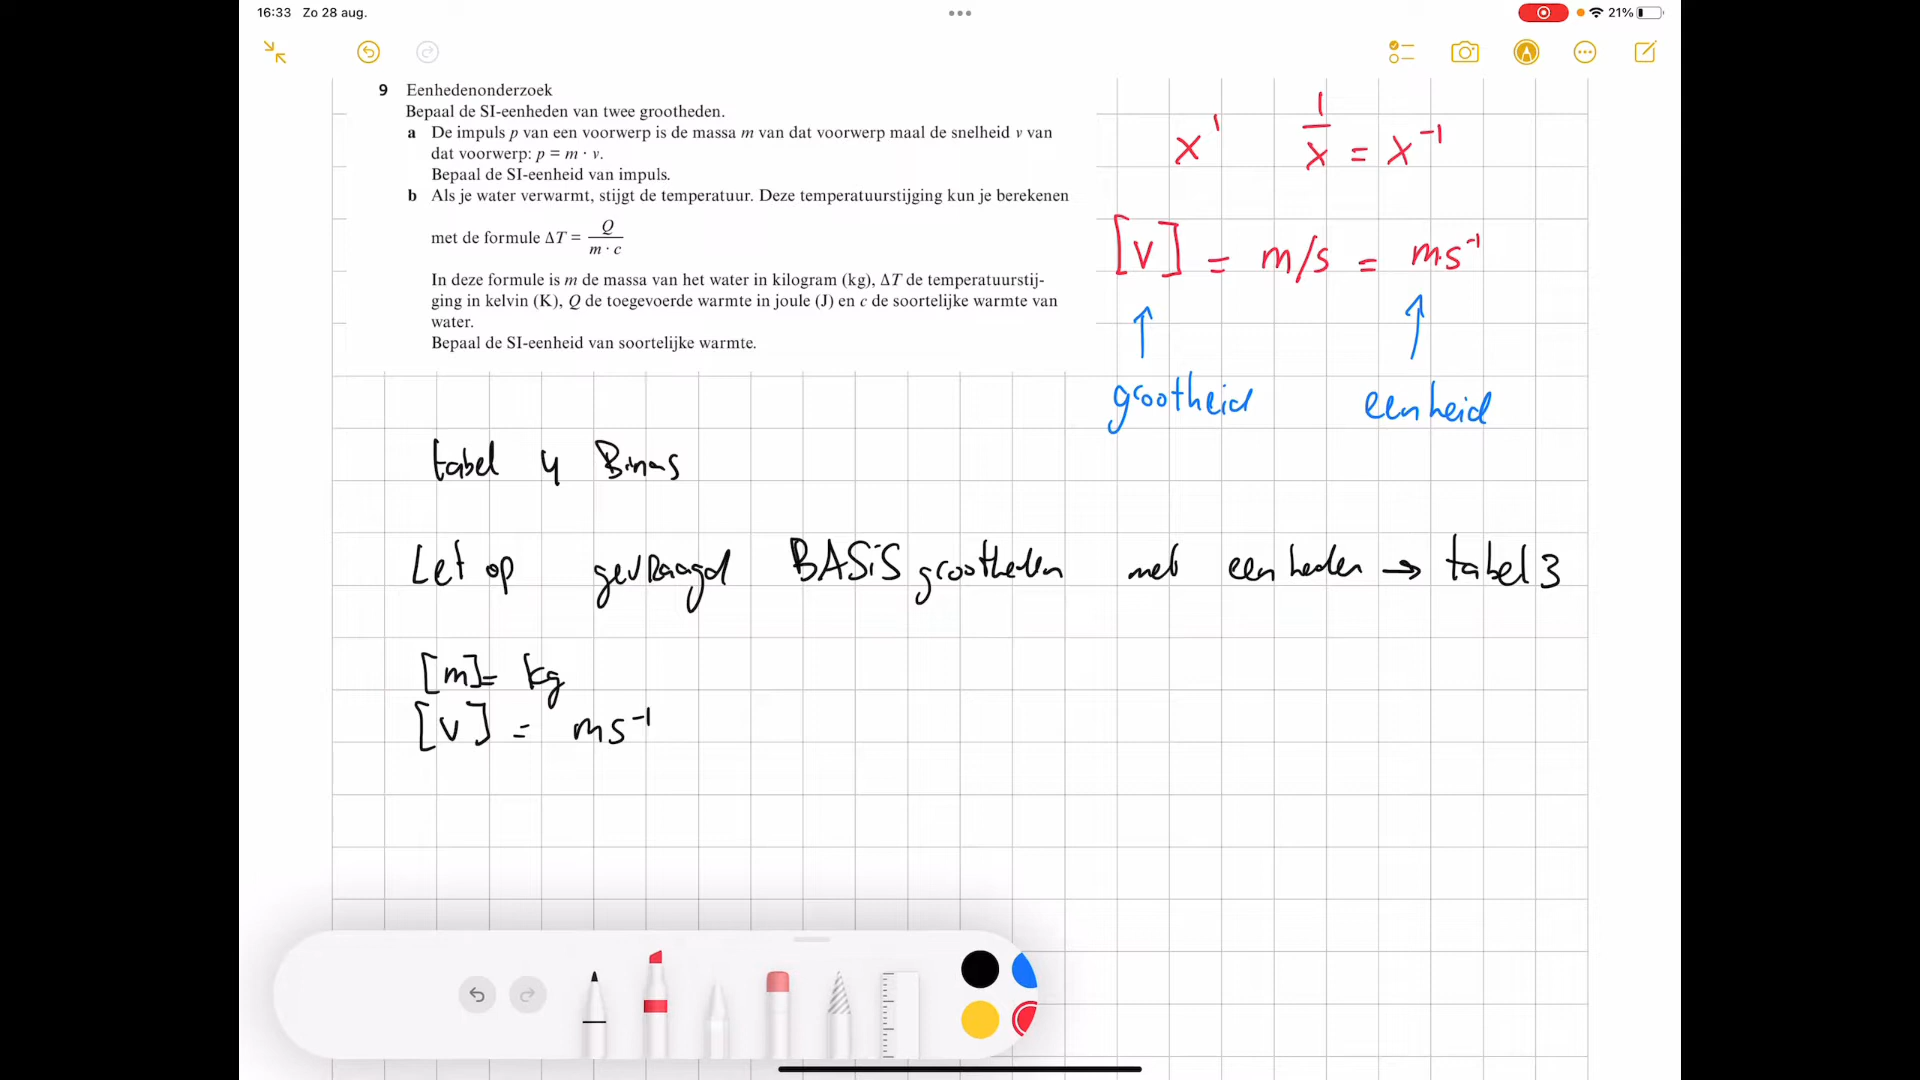 16:33 Zo 28 aug.
21%
9 Eenhedenonderzoek
Bepaal de SI-eenheden van twee grootheden.
a De impuls p van een voorwerp is de massa m van dat voorwerp maal de snelheid v van
dat voorwerp: p = m · v.
Bepaal de SI-eenheid van impuls.
b Als je water verwarmt, stijgt de temperatuur. Deze temperatuurstijging kun je berekenen
met de formule ΔT = Q / m · c
In deze formule is m de massa van het water in kilogram (kg), ΔT de temperatuurstij-
ging in kelvin (K), Q de toegevoerde warmte in joule (J) en c de soortelijke warmte van
water.
Bepaal de SI-eenheid van soortelijke warmte.
x¹ 1/x = x⁻¹
[v] = m/s = m·s⁻¹
grootheid eenheid
tabel 4 Binas
Let op gevraagd BASIS grootheden met eenheden → tabel 3
[m] = kg
[v] = ms⁻¹